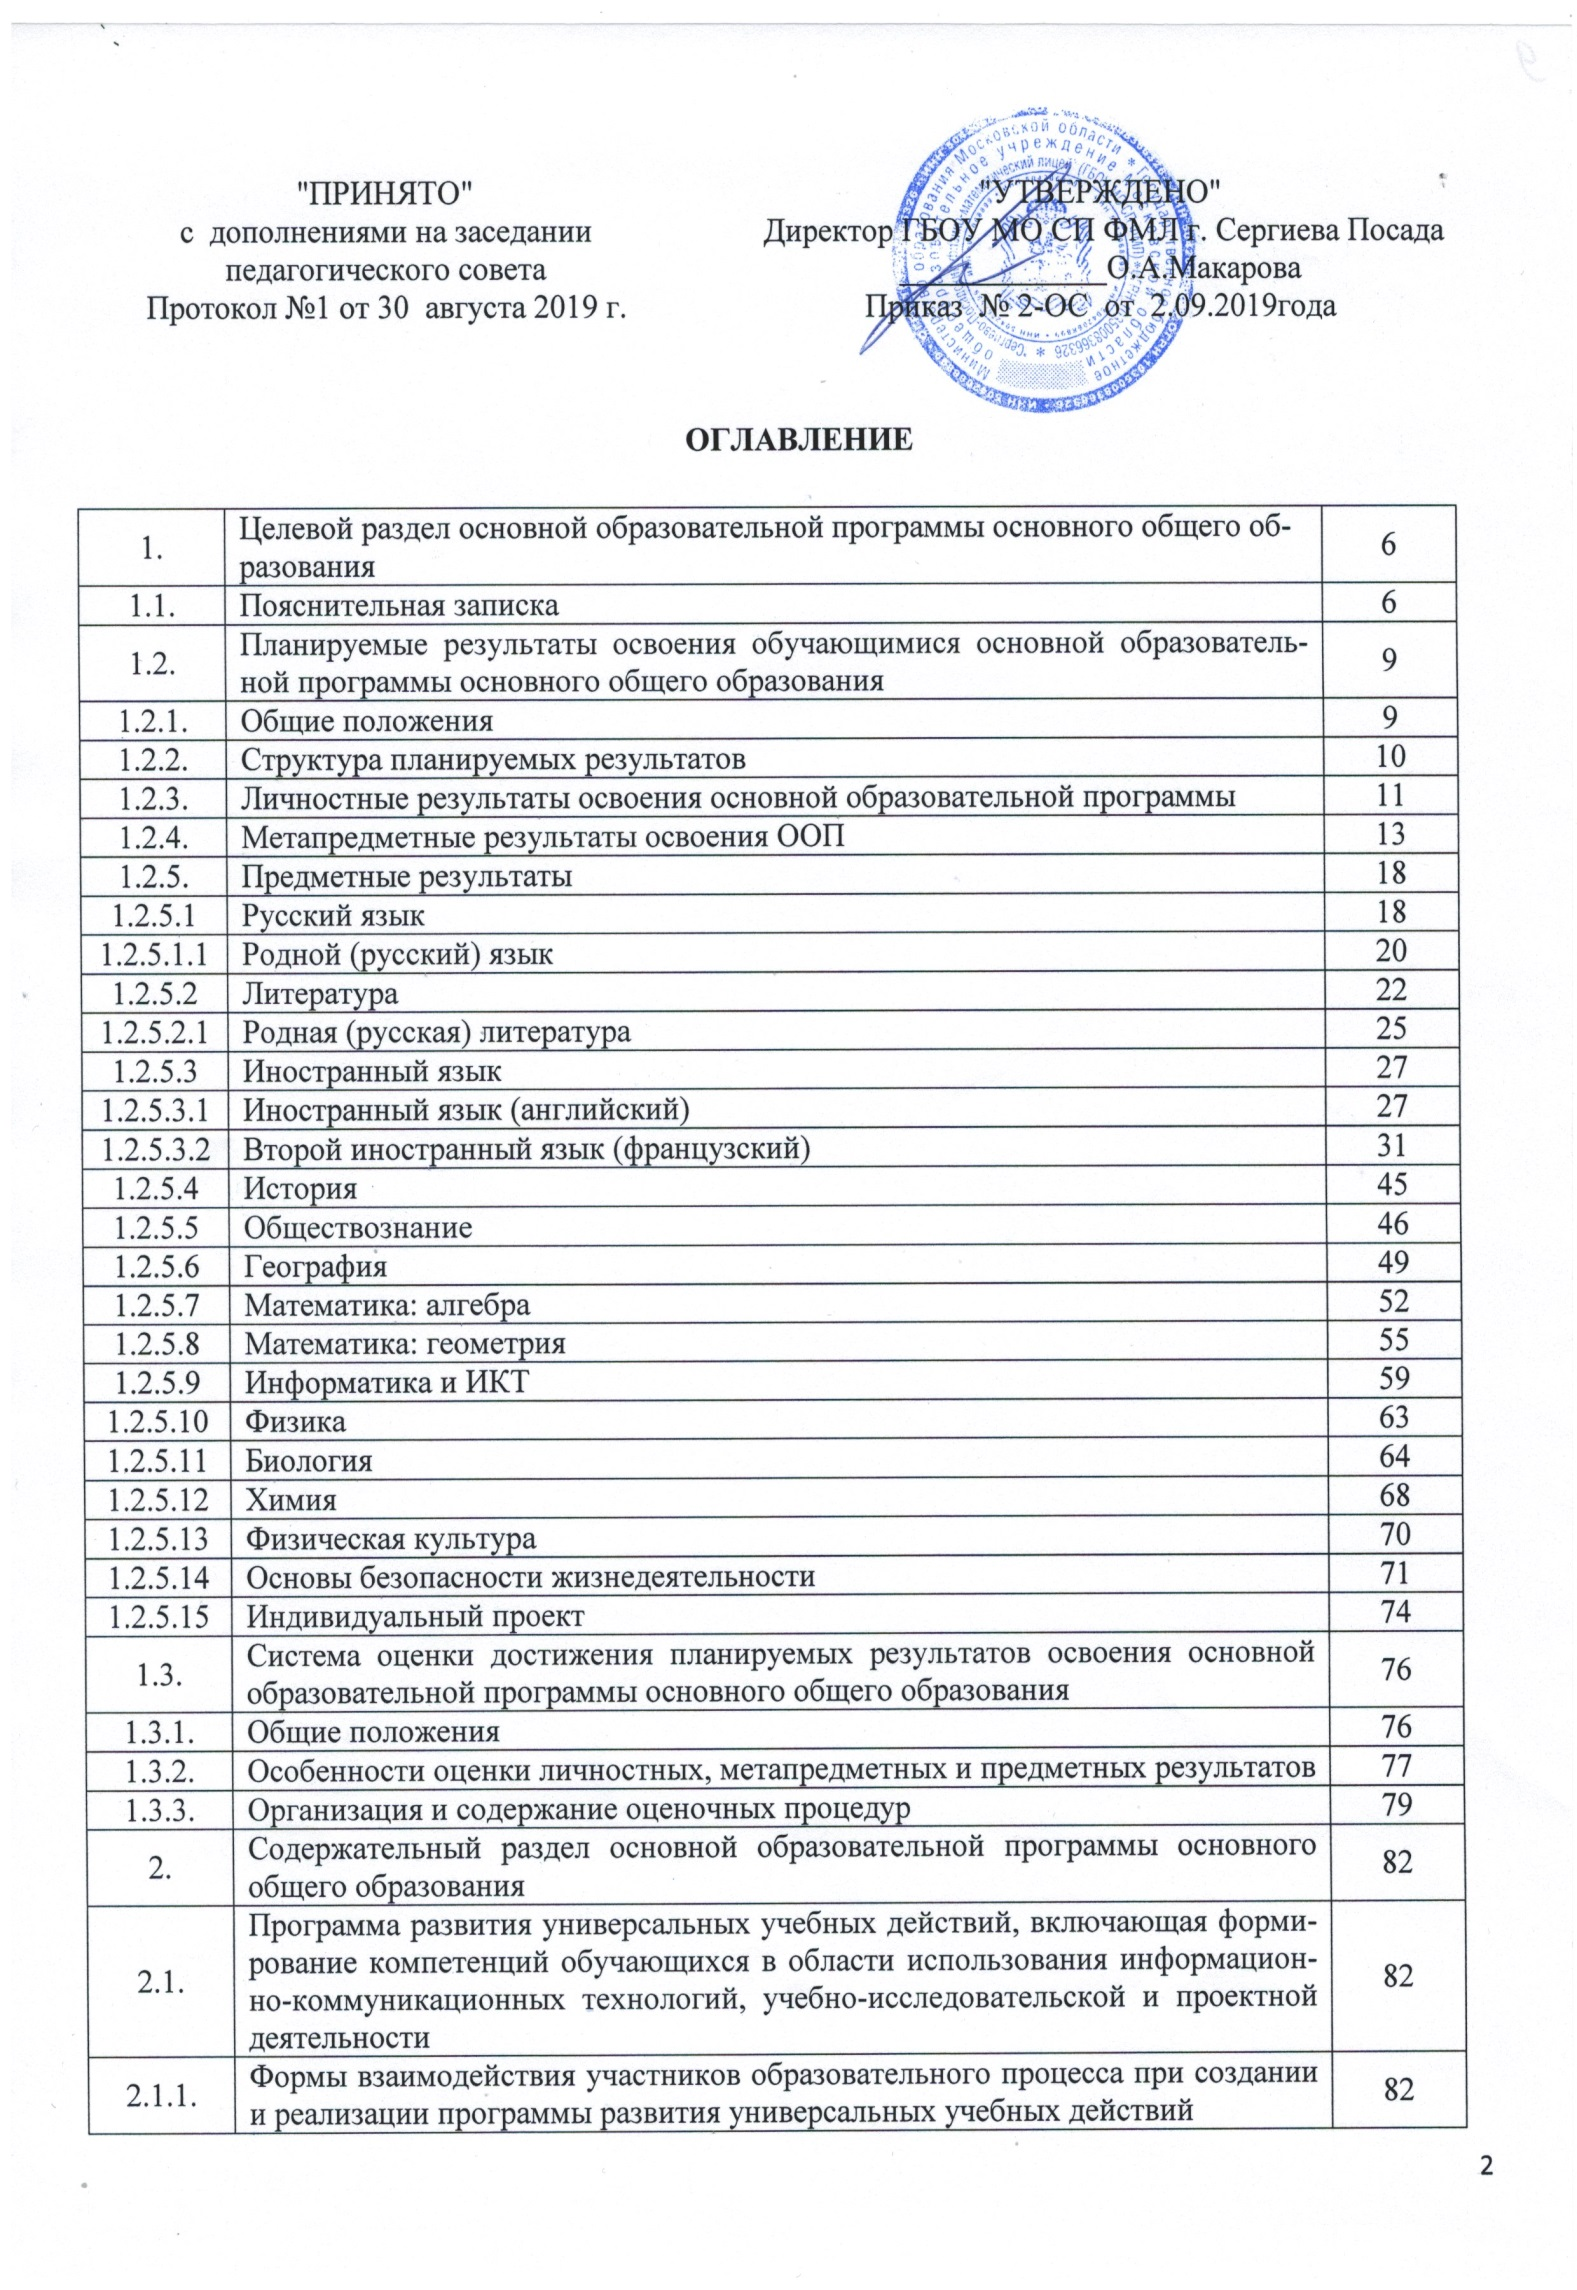 "ПРИНЯТО"
с дополнениями на заседании
педагогического совета
Протокол №1 от 30 августа 2019 г.
"УТВЕРЖДЕНО"
Директор ГБОУ МО СП ФМЛ г. Сергиева Посада
О.А.Макарова
Приказ № 2-ОС от 2.09.2019года
ОГЛАВЛЕНИЕ
1. Целевой раздел основной образовательной программы основного общего об-
разования 6
1.1. Пояснительная записка 6
1.2. Планируемые результаты освоения обучающимися основной образователь-
ной программы основного общего образования 9
1.2.1. Общие положения 9
1.2.2. Структура планируемых результатов 10
1.2.3. Личностные результаты освоения основной образовательной программы 11
1.2.4. Метапредметные результаты освоения ООП 13
1.2.5. Предметные результаты 18
1.2.5.1 Русский язык 18
1.2.5.1.1 Родной (русский) язык 20
1.2.5.2 Литература 22
1.2.5.2.1 Родная (русская) литература 25
1.2.5.3 Иностранный язык 27
1.2.5.3.1 Иностранный язык (английский) 27
1.2.5.3.2 Второй иностранный язык (французский) 31
1.2.5.4 История 45
1.2.5.5 Обществознание 46
1.2.5.6 География 49
1.2.5.7 Математика: алгебра 52
1.2.5.8 Математика: геометрия 55
1.2.5.9 Информатика и ИКТ 59
1.2.5.10 Физика 63
1.2.5.11 Биология 64
1.2.5.12 Химия 68
1.2.5.13 Физическая культура 70
1.2.5.14 Основы безопасности жизнедеятельности 71
1.2.5.15 Индивидуальный проект 74
1.3. Система оценки достижения планируемых результатов освоения основной
образовательной программы основного общего образования 76
1.3.1. Общие положения 76
1.3.2. Особенности оценки личностных, метапредметных и предметных результатов 77
1.3.3. Организация и содержание оценочных процедур 79
2. Содержательный раздел основной образовательной программы основного
общего образования 82
2.1. Программа развития универсальных учебных действий, включающая форми-
рование компетенций обучающихся в области использования информацион-
но-коммуникационных технологий, учебно-исследовательской и проектной
деятельности 82
2.1.1. Формы взаимодействия участников образовательного процесса при создании
и реализации программы развития универсальных учебных действий 82
2